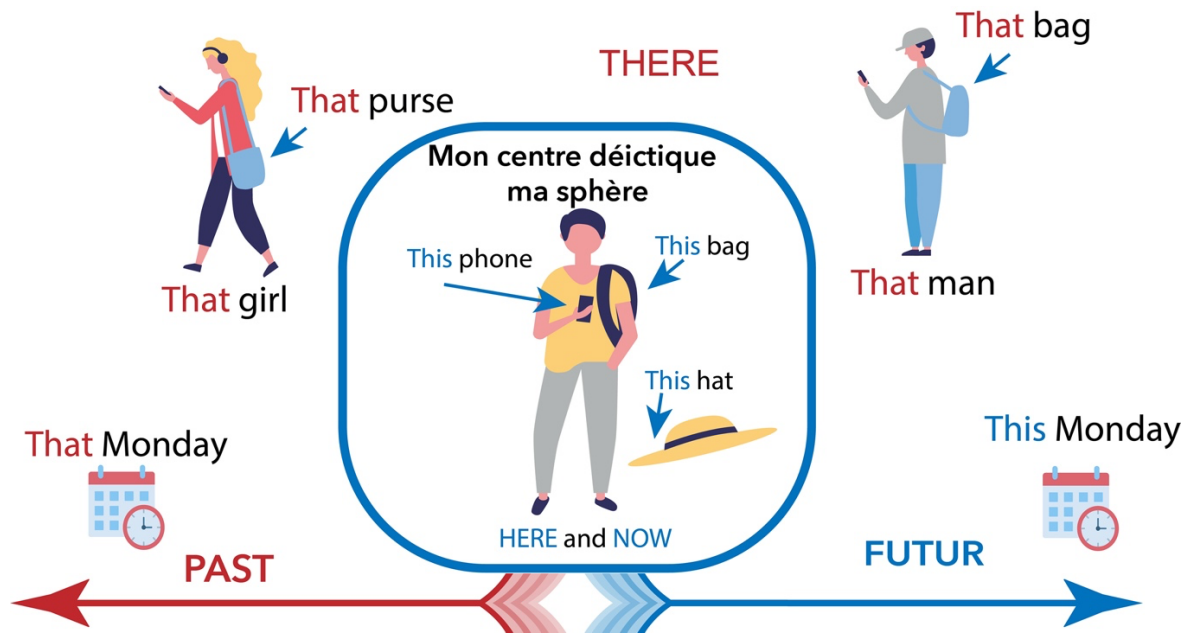 THERE
That bag
That purse
That girl
That man
Mon centre déictique
ma sphère
This phone
This bag
This hat
HERE and NOW
That Monday
This Monday
PAST
FUTUR